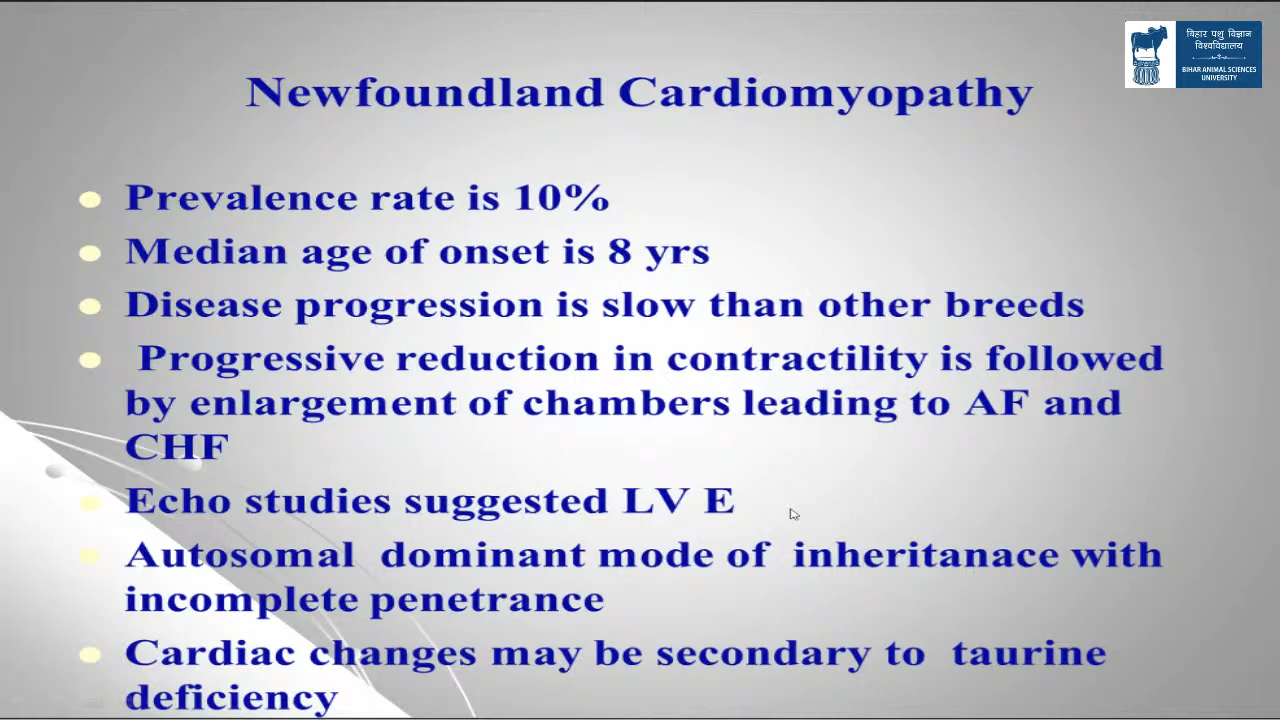 बिहार पशु विज्ञान
विश्वविद्यालय
BIHAR ANIMAL SCIENCES
UNIVERSITY
Newfoundland Cardiomyopathy
Prevalence rate is 10%
Median age of onset is 8 yrs
Disease progression is slow than other breeds
Progressive reduction in contractility is followed
by enlargement of chambers leading to AF and
CHF
Echo studies suggested LV E
Autosomal dominant mode of inheritanace with
incomplete penetrance
Cardiac changes may be secondary to taurine
deficiency